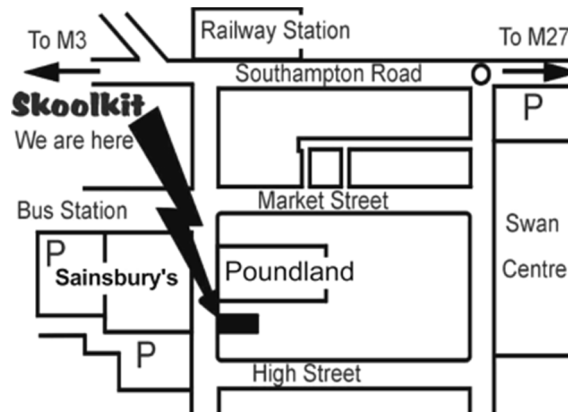 Railway Station
To M3
To M27
Southampton Road
Skoolkit
P
We are here
Market Street
Bus Station
Swan
Centre
P
Sainsbury's
Poundland
P
High Street